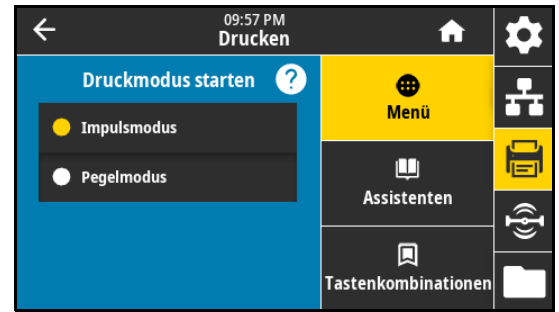 09:57 PM
Drucken
Druckmodus starten ?
Impulsmodus
Pegelmodus
Menü
Assistenten
Tastenkombinationen